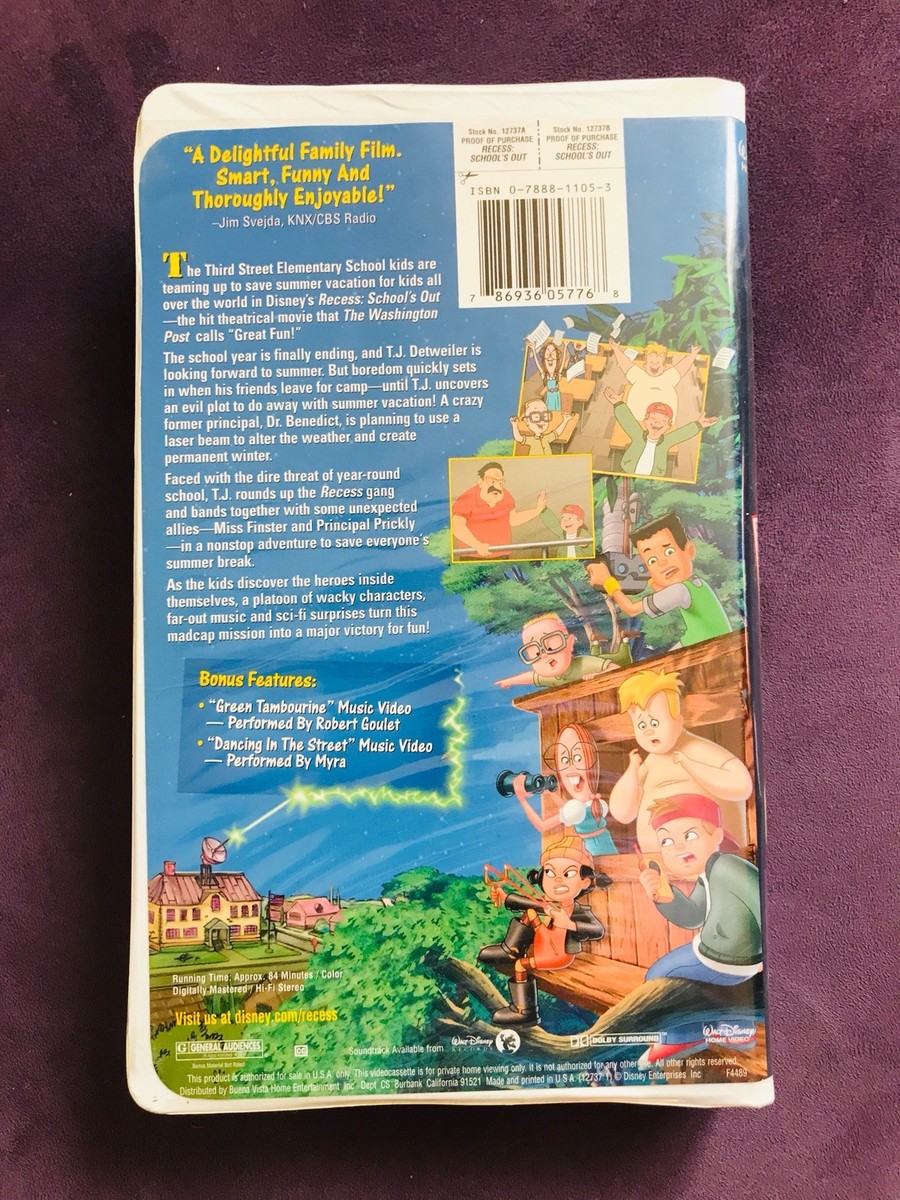 "A Delightful Family Film.
Smart, Funny And
Thoroughly Enjoyable!"
–Jim Svejda, KNX/CBS Radio
Stock No. 12737A
PROOF OF PURCHASE
RECESS:
SCHOOL'S OUT
Stock No. 12737B
PROOF OF PURCHASE
RECESS:
SCHOOL'S OUT
ISBN 0-7888-1105-3
7 86936 05776 8
The Third Street Elementary School kids are
teaming up to save summer vacation for kids all
over the world in Disney's Recess: School's Out
—the hit theatrical movie that The Washington
Post calls "Great Fun!"
The school year is finally ending, and T.J. Detweiler is
looking forward to summer. But boredom quickly sets
in when his friends leave for camp—until T.J. uncovers
an evil plot to do away with summer vacation! A crazy
former principal, Dr. Benedict, is planning to use a
laser beam to alter the weather and create
permanent winter.
Faced with the dire threat of year-round
school, T.J. rounds up the Recess gang
and bands together with some unexpected
allies—Miss Finster and Principal Prickly
—in a nonstop adventure to save everyone's
summer break.
As the kids discover the heroes inside
themselves, a platoon of wacky characters,
far-out music and sci-fi surprises turn this
madcap mission into a major victory for fun!
Bonus Features:
• "Green Tambourine" Music Video
— Performed By Robert Goulet
• "Dancing In The Street" Music Video
— Performed By Myra
Running Time: Approx. 84 Minutes / Color
Digitally Mastered / Hi-Fi Stereo
Visit us at disney.com/recess
G GENERAL AUDIENCES
Bonus Material Not Rated
CC
Soundtrack Available from
Walt Disney
RECORDS
DOLBY SURROUND
Walt Disney
HOME VIDEO
This product is authorized for sale in U.S.A. only. This videocassette is for private home viewing only. It is not authorized for any other use. All other rights reserved.
Distributed by Buena Vista Home Entertainment, Inc. Dept. CS, Burbank, California 91521. Made and printed in U.S.A. (12737.1) © Disney Enterprises, Inc.
F4489